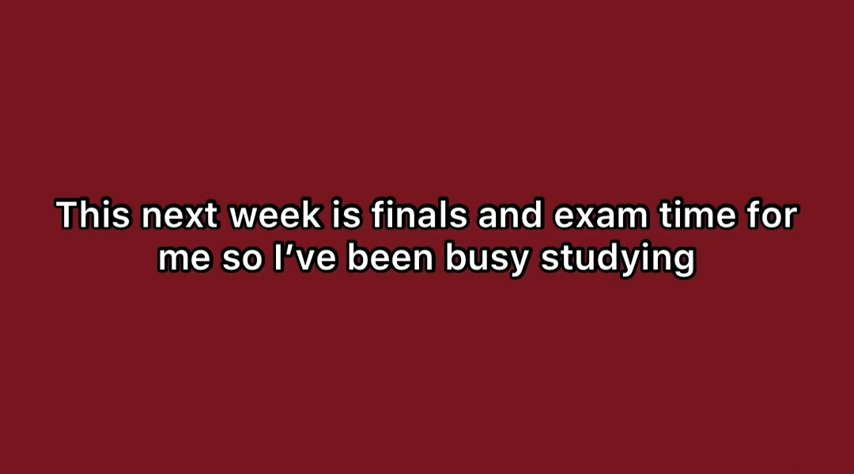 This next week is finals and exam time for
me so I’ve been busy studying